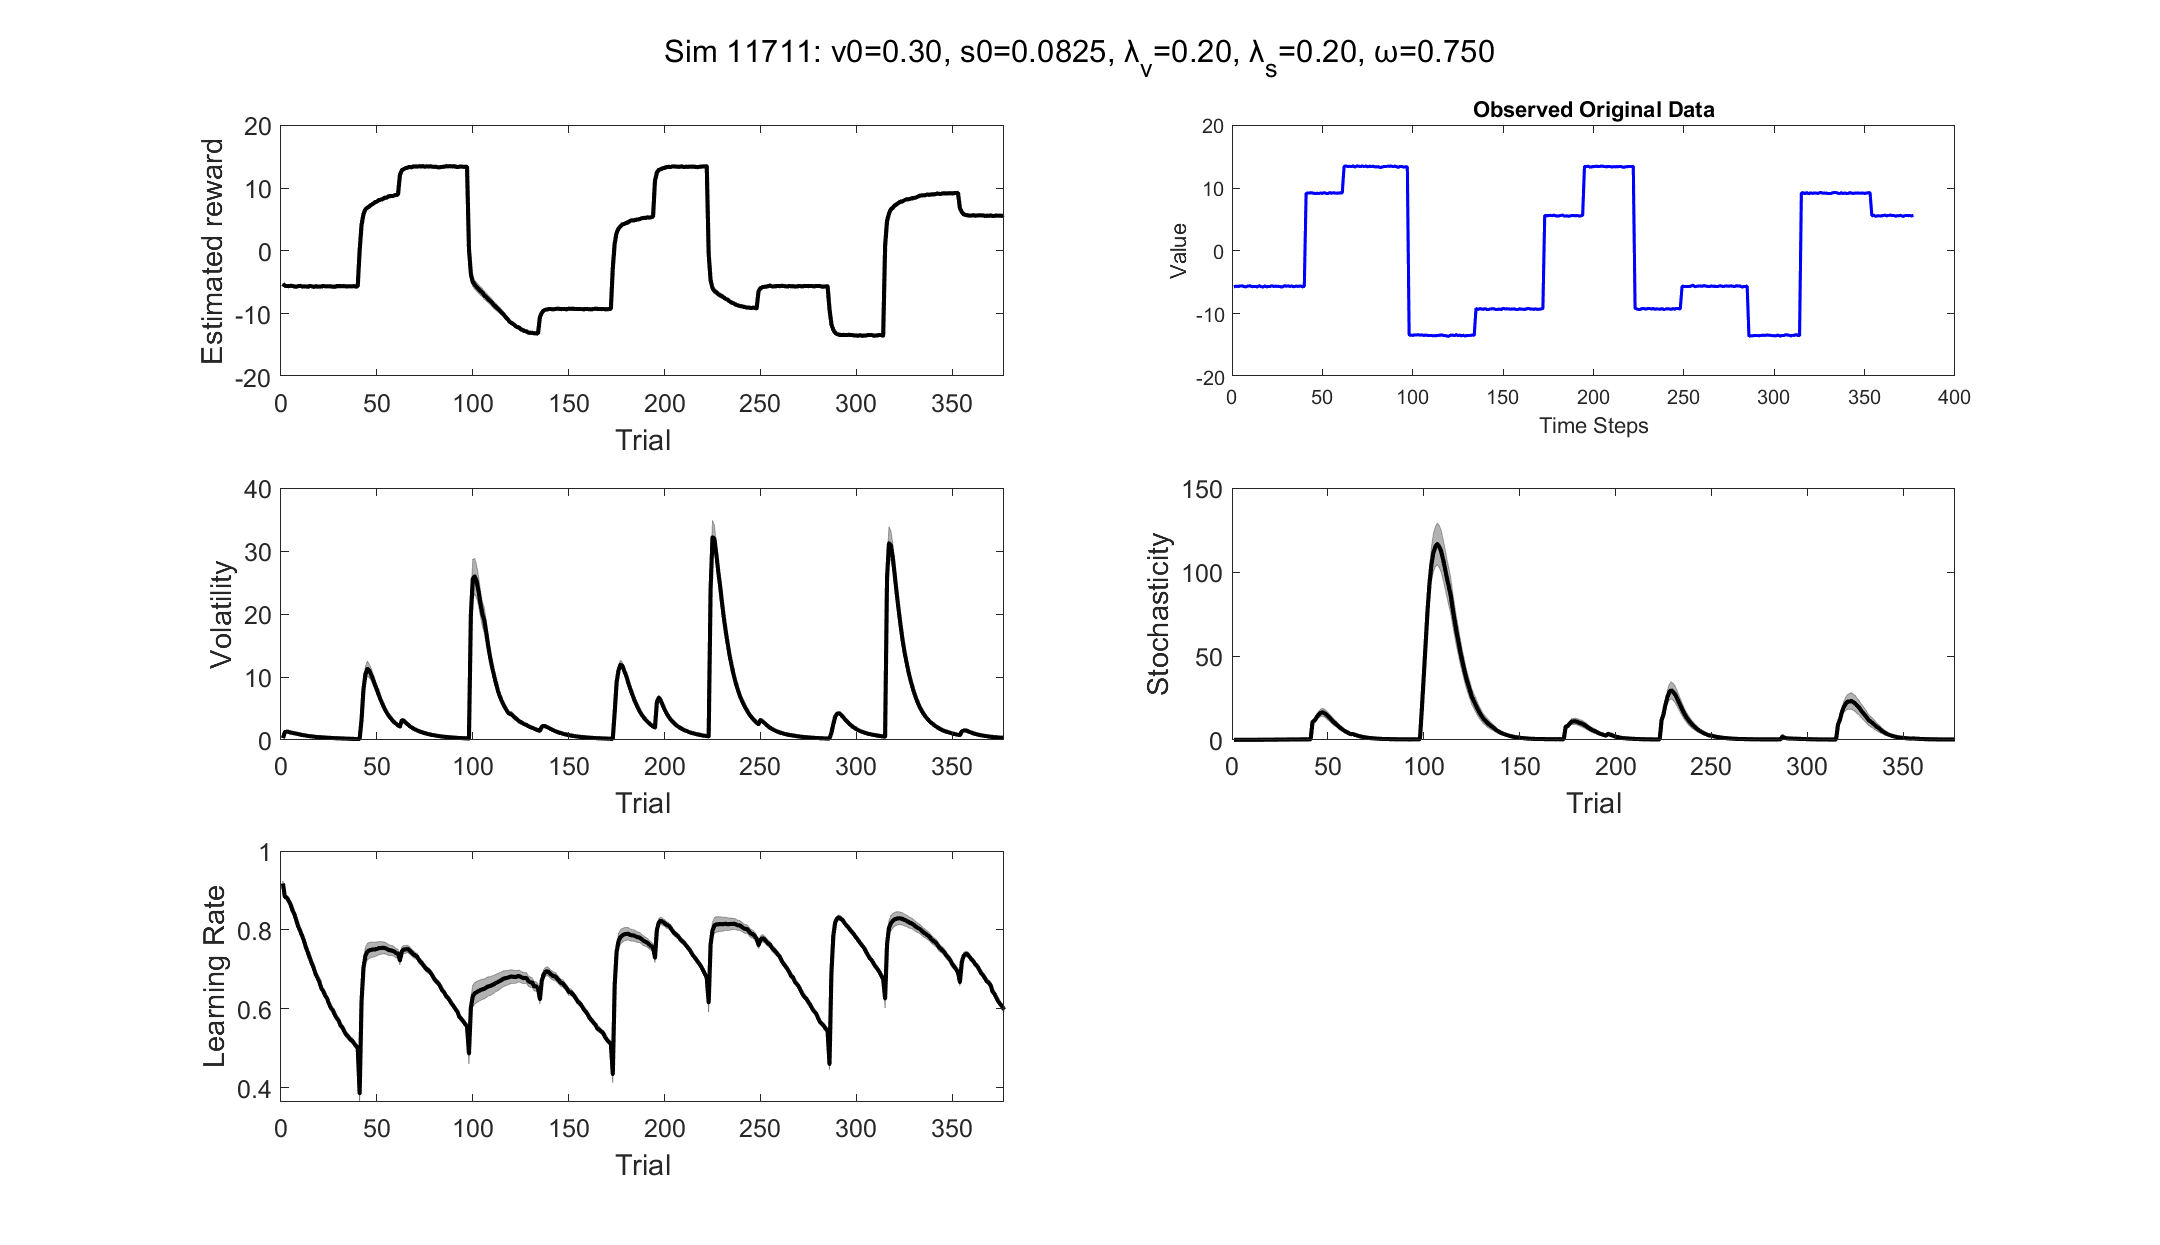 Sim 11711: v0=0.30, s0=0.0825, λ_v=0.20, λ_s=0.20, ω=0.750
Estimated reward
20
10
0
-10
-20
0 50 100 150 200 250 300 350
Trial
Observed Original Data
Value
20
10
0
-10
-20
0 50 100 150 200 250 300 350 400
Time Steps
Volatility
40
30
20
10
0
0 50 100 150 200 250 300 350
Trial
Stochasticity
150
100
50
0
0 50 100 150 200 250 300 350
Trial
Learning Rate
1
0.8
0.6
0.4
0 50 100 150 200 250 300 350
Trial